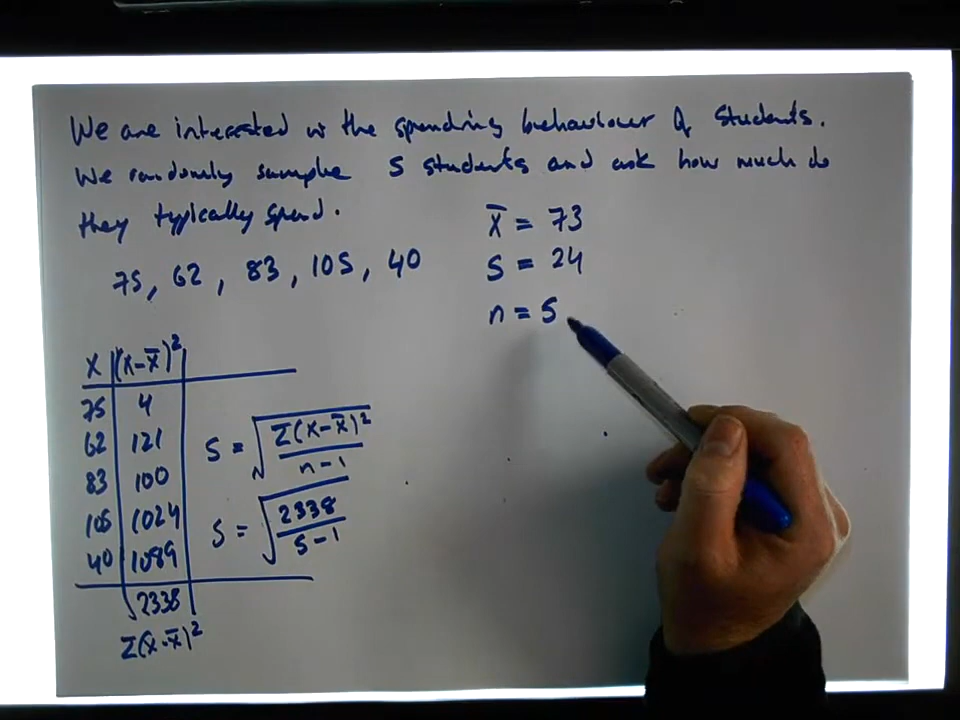 We are interested in the spending behaviour of students.
We randomly sample 5 students and ask how much do
they typically spend.
75, 62, 83, 105, 40
x̄ = 73
s = 24
n = 5
x | (x-x̄)²
75 | 4
62 | 121
83 | 100
105 | 1024
40 | 1089
2338
Σ(x-x̄)²
s = √(Σ(x-x̄)² / (n-1))
s = √(2338 / (5-1))